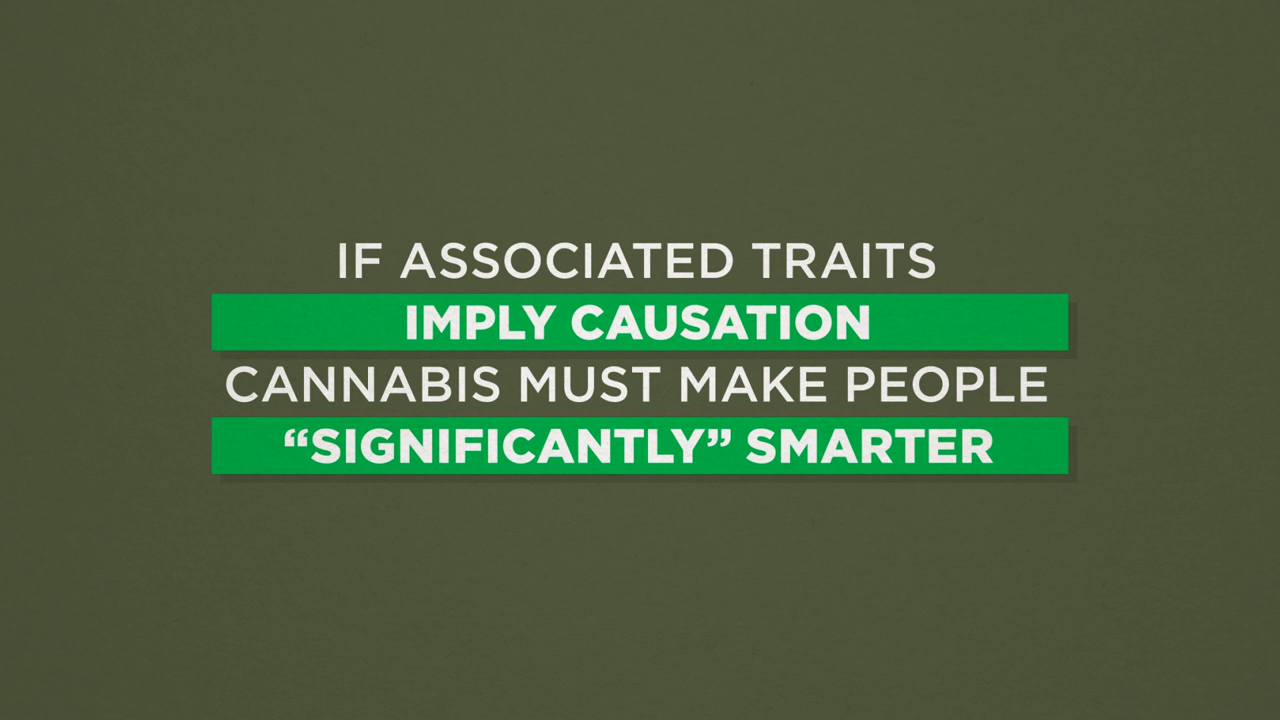 IF ASSOCIATED TRAITS
IMPLY CAUSATION
CANNABIS MUST MAKE PEOPLE
“SIGNIFICANTLY” SMARTER